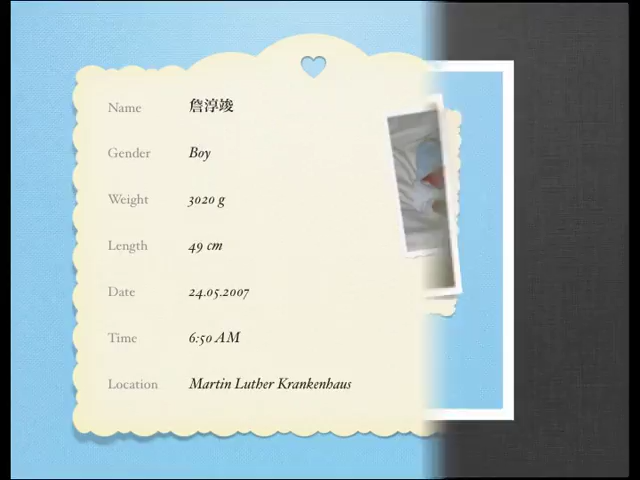 Name 詹淳竣
Gender Boy
Weight 3020 g
Length 49 cm
Date 24.05.2007
Time 6:50 AM
Location Martin Luther Krankenhaus